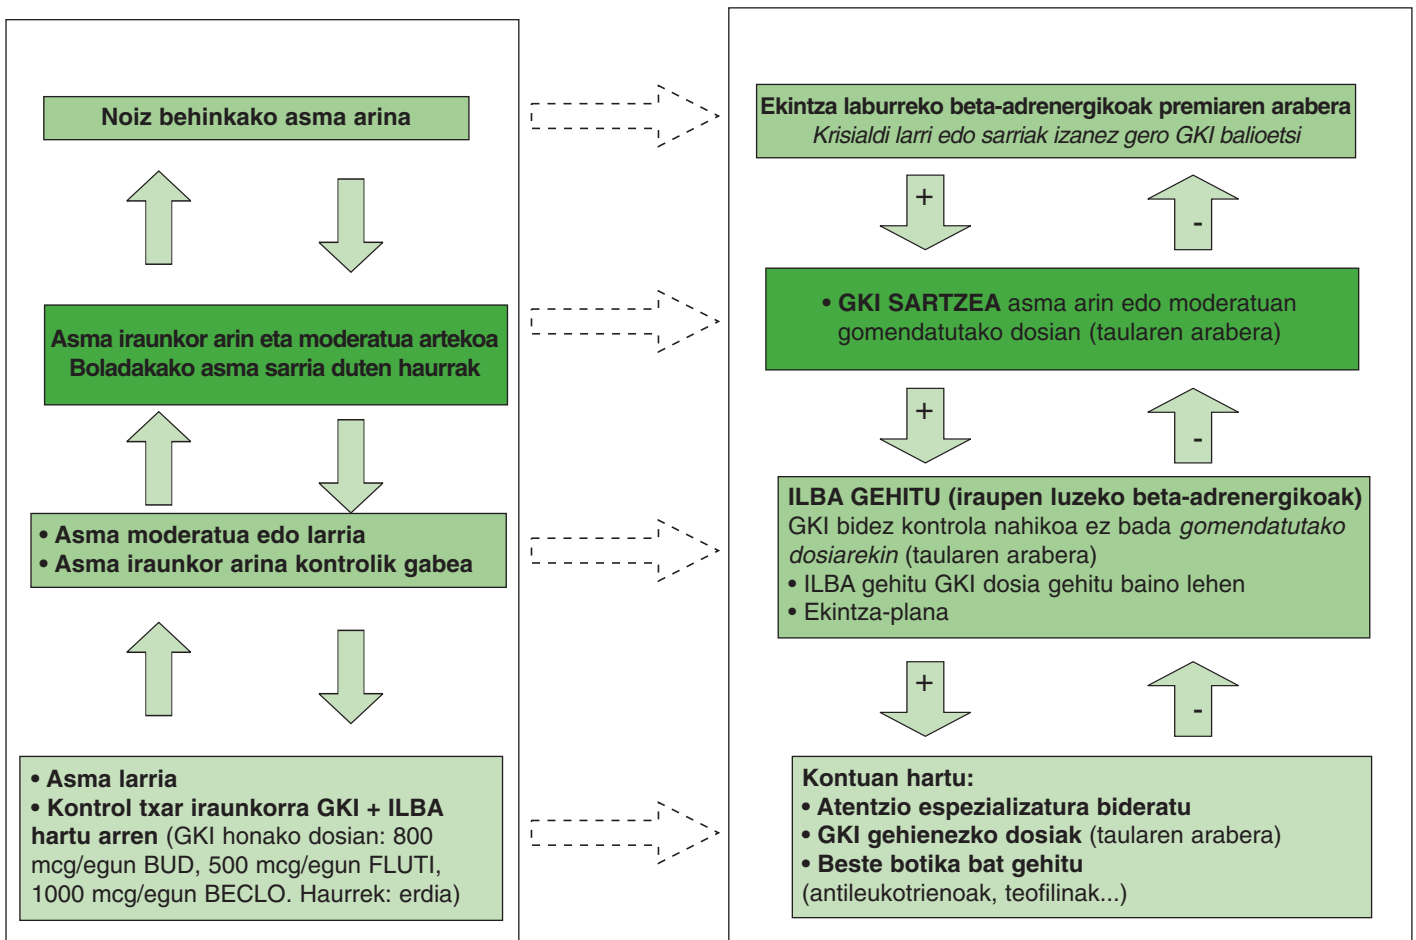 Noiz behinkako asma arina
Ekintza laburreko beta-adrenergikoak premiaren arabera
Krisialdi larri edo sarriak izanez gero GKI balioetsi
+
-
Asma iraunkor arin eta moderatua artekoa
Boladakako asma sarria duten haurrak
• GKI SARTZEA asma arin edo moderatuan
gomendatutako dosian (taularen arabera)
+
-
• Asma moderatua edo larria
• Asma iraunkor arina kontrolik gabea
ILBA GEHITU (iraupen luzeko beta-adrenergikoak)
GKI bidez kontrola nahikoa ez bada gomendatutako
dosiarekin (taularen arabera)
• ILBA gehitu GKI dosia gehitu baino lehen
• Ekintza-plana
+
-
• Asma larria
• Kontrol txar iraunkorra GKI + ILBA
hartu arren (GKI honako dosian: 800
mcg/egun BUD, 500 mcg/egun FLUTI,
1000 mcg/egun BECLO. Haurrek: erdia)
Kontuan hartu:
• Atentzio espezializatura bideratu
• GKI gehienezko dosiak (taularen arabera)
• Beste botika bat gehitu
(antileukotrienoak, teofilinak...)